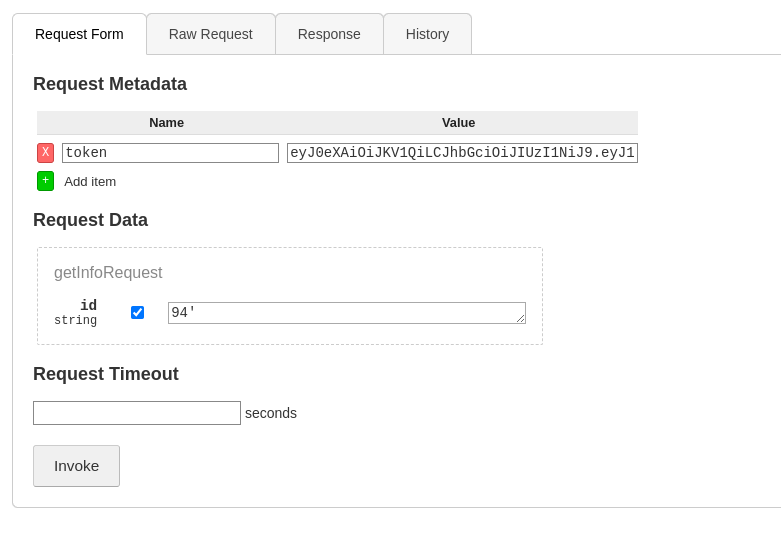 Request Form Raw Request Response History
Request Metadata
Name Value
X token eyJ0eXAiOiJKV1QiLCJhbGciOiJIUzI1NiJ9.eyJ1
+ Add item
Request Data
getInfoRequest
id 94'
string
Request Timeout
seconds
Invoke